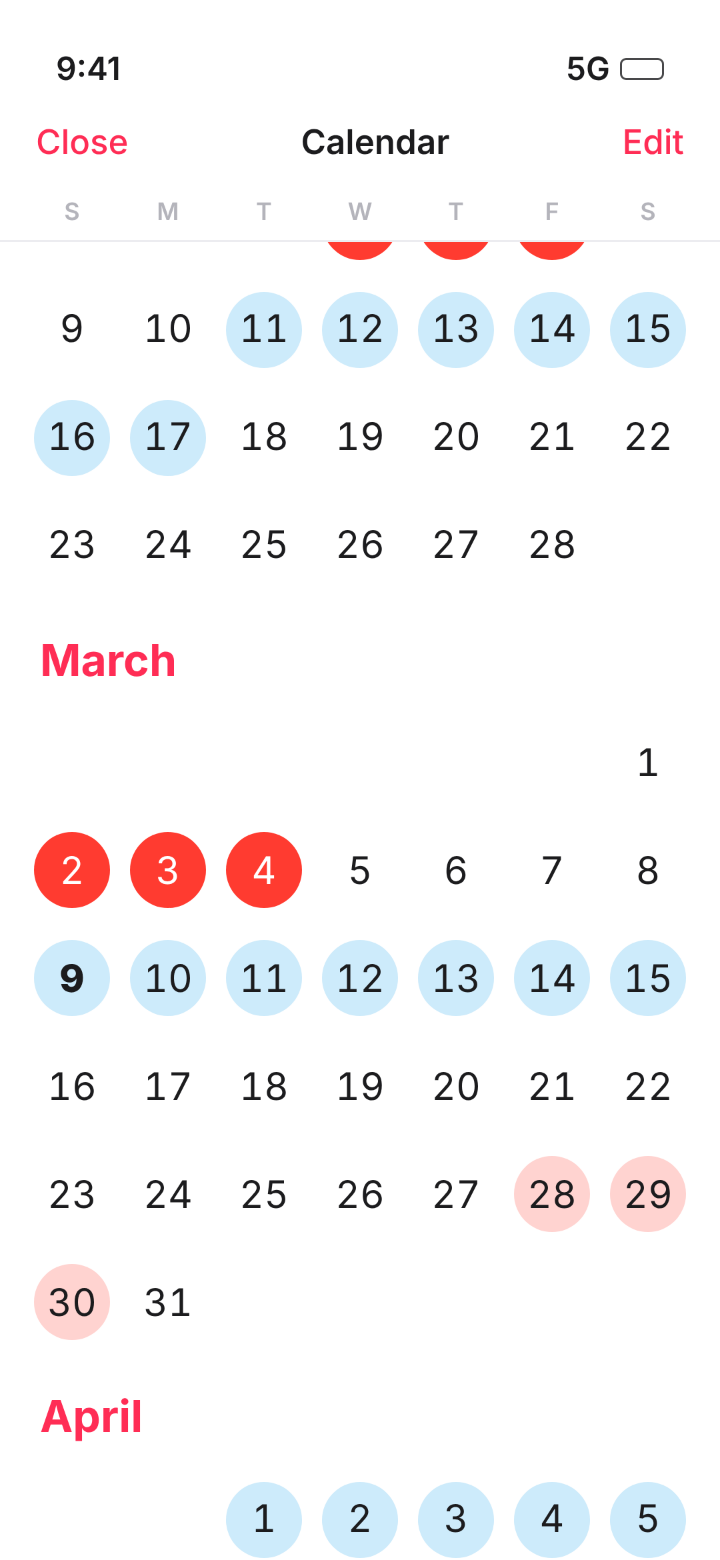 9:41 5G
Close Calendar Edit
S M T W T F S
9 10 11 12 13 14 15
16 17 18 19 20 21 22
23 24 25 26 27 28
March
1
2 3 4 5 6 7 8
9 10 11 12 13 14 15
16 17 18 19 20 21 22
23 24 25 26 27 28 29
30 31
April
1 2 3 4 5